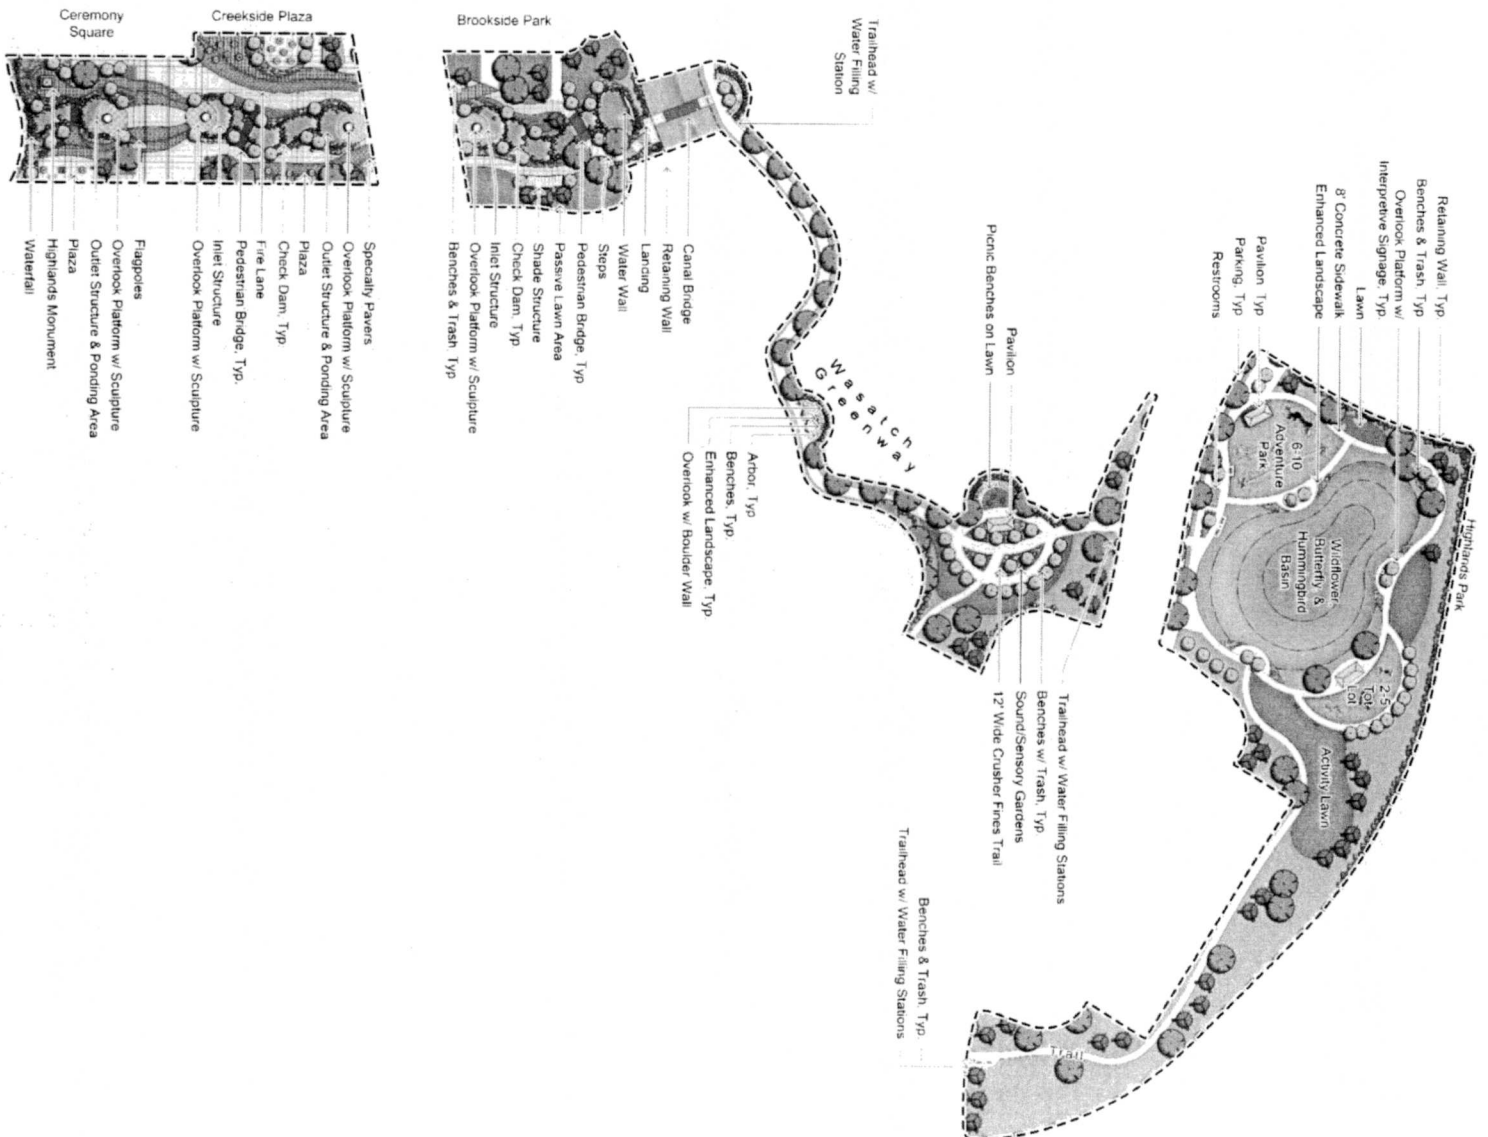 Ceremony
Square
Creekside Plaza
Brookside Park
Trailhead w/
Water Filling
Station
Retaining Wall, Typ
Benches & Trash, Typ
Overlook Platform w/
Interpretive Signage, Typ.
Lawn
8' Concrete Sidewalk
Enhanced Landscape
Pavilion, Typ
Parking, Typ
Restrooms
Highlands Park
6-10
Adventure
Park
Wildflower
Butterfly &
Hummingbird
Basin
2-5
Tot
Lot
Activity Lawn
Trail
Benches & Trash, Typ
Trailhead w/ Water Filling Stations
Pavilion
Picnic Benches on Lawn
Wasatch
Greenway
Trailhead w/ Water Filling Stations
Benches w/ Trash, Typ
Sound/Sensory Gardens
12' Wide Crusher Fines Trail
Arbor, Typ
Benches, Typ.
Enhanced Landscape, Typ
Overlook w/ Boulder Wall
Canal Bridge
Retaining Wall
Landing
Water Wall
Steps
Pedestrian Bridge, Typ
Passive Lawn Area
Shade Structure
Check Dam, Typ
Inlet Structure
Overlook Platform w/ Sculpture
Benches & Trash, Typ
Specialty Pavers
Overlook Platform w/ Sculpture
Outlet Structure & Ponding Area
Plaza
Check Dam, Typ.
Fire Lane
Pedestrian Bridge, Typ.
Inlet Structure
Overlook Platform w/ Sculpture
Flagpoles
Overlook Platform w/ Sculpture
Outlet Structure & Ponding Area
Plaza
Highlands Monument
Waterfall